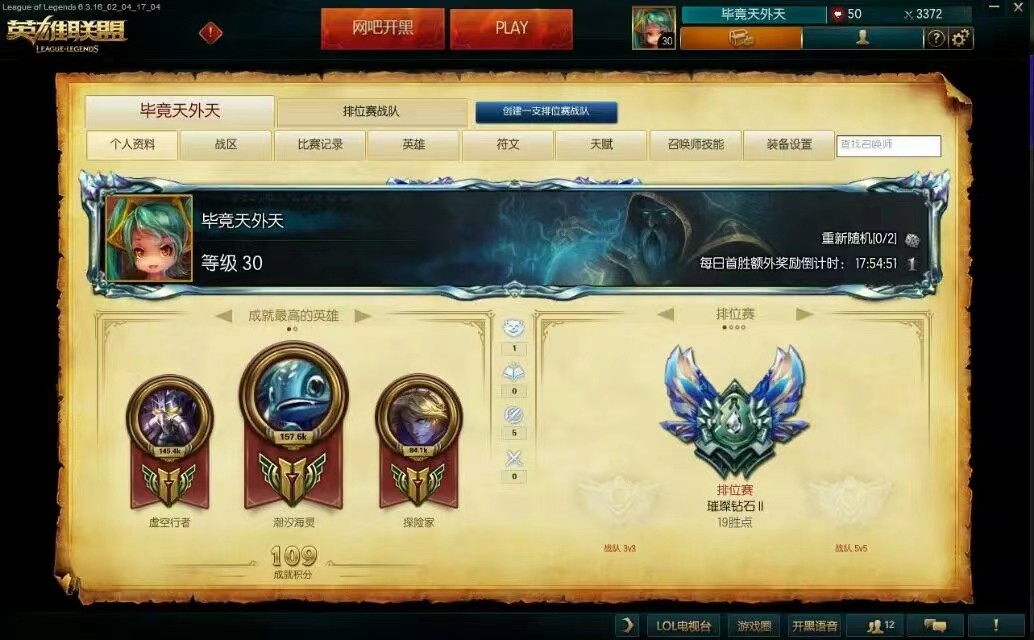 League of Legends 6.3.16_02_04_17_04
英雄联盟
LEAGUE·LEGENDS
网吧开黑
PLAY
30
毕竟天外天
50
3372
毕竟天外天
排位赛战队
创建一支排位赛战队
个人资料
战区
比赛记录
英雄
符文
天赋
召唤师技能
装备设置
查找召唤师
毕竟天外天
等级 30
重新随机[0/2]
每日首胜额外奖励倒计时： 17:54:51
1
成就最高的英雄
145.4k
虚空行者
157.6k
潮汐海灵
84.1k
探险家
109
成就积分
1
0
5
0
排位赛
排位赛
璀璨钻石 II
19胜点
战队 3v3
战队 5v5
LOL电视台
游戏圈
开黑语音
12